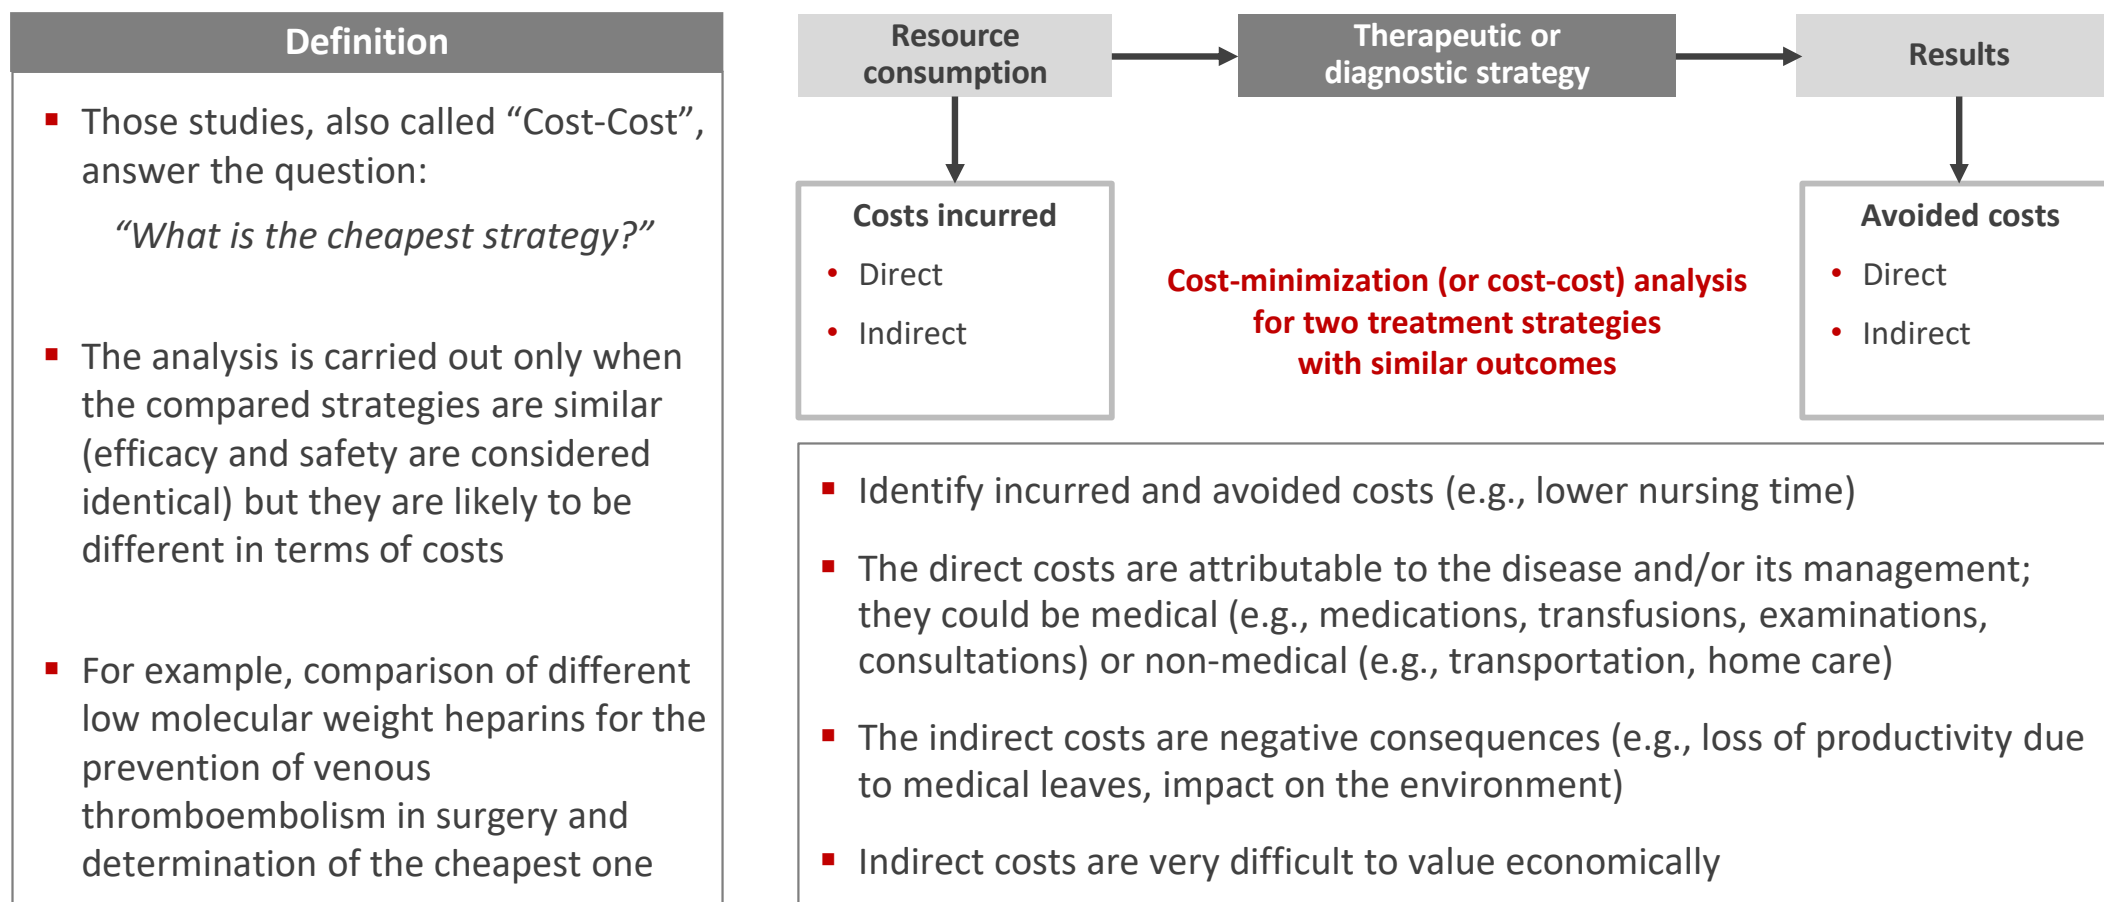 Definition
▪ Those studies, also called “Cost-Cost”,
answer the question:
“What is the cheapest strategy?”
▪ The analysis is carried out only when
the compared strategies are similar
(efficacy and safety are considered
identical) but they are likely to be
different in terms of costs
▪ For example, comparison of different
low molecular weight heparins for the
prevention of venous
thromboembolism in surgery and
determination of the cheapest one
Resource
consumption
Therapeutic or
diagnostic strategy
Results
Costs incurred
• Direct
• Indirect
Cost-minimization (or cost-cost) analysis
for two treatment strategies
with similar outcomes
Avoided costs
• Direct
• Indirect
▪ Identify incurred and avoided costs (e.g., lower nursing time)
▪ The direct costs are attributable to the disease and/or its management;
they could be medical (e.g., medications, transfusions, examinations,
consultations) or non-medical (e.g., transportation, home care)
▪ The indirect costs are negative consequences (e.g., loss of productivity due
to medical leaves, impact on the environment)
▪ Indirect costs are very difficult to value economically